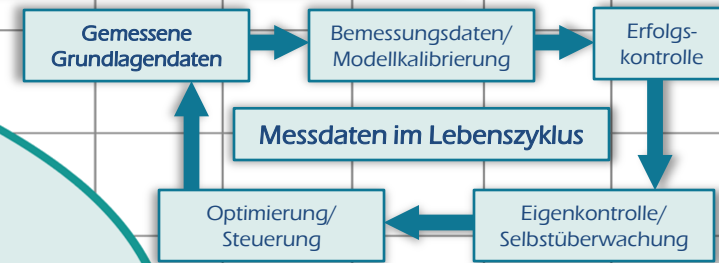 Gemessene
Grundlagendaten
Bemessungsdaten/
Modellkalibrierung
Erfolgs-
kontrolle
Messdaten im Lebenszyklus
Optimierung/
Steuerung
Eigenkontrolle/
Selbstüberwachung